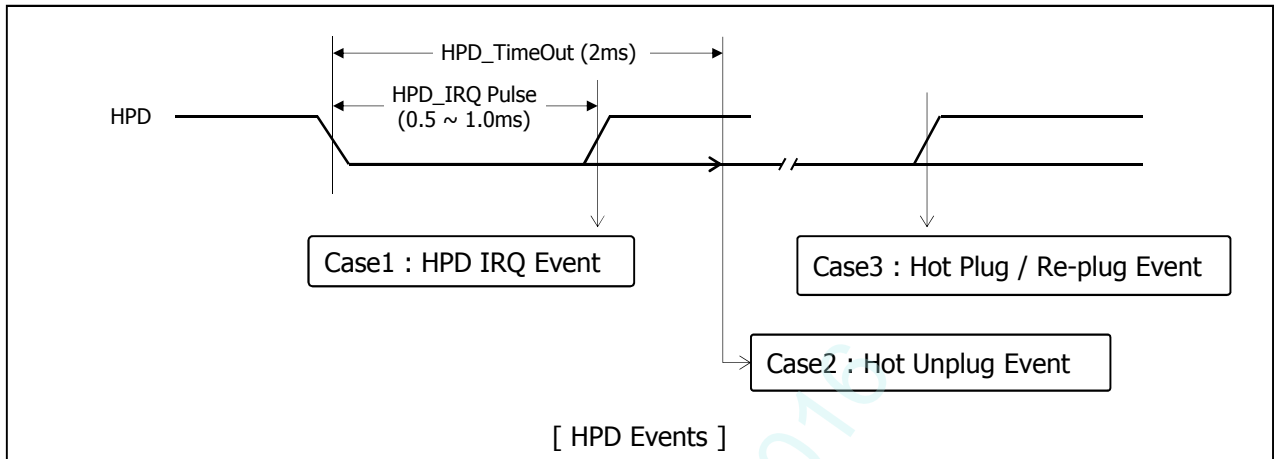 HPD_TimeOut (2ms)
HPD_IRQ Pulse
(0.5 ~ 1.0ms)
HPD
Case1 : HPD IRQ Event
Case3 : Hot Plug / Re-plug Event
Case2 : Hot Unplug Event
[ HPD Events ]
016